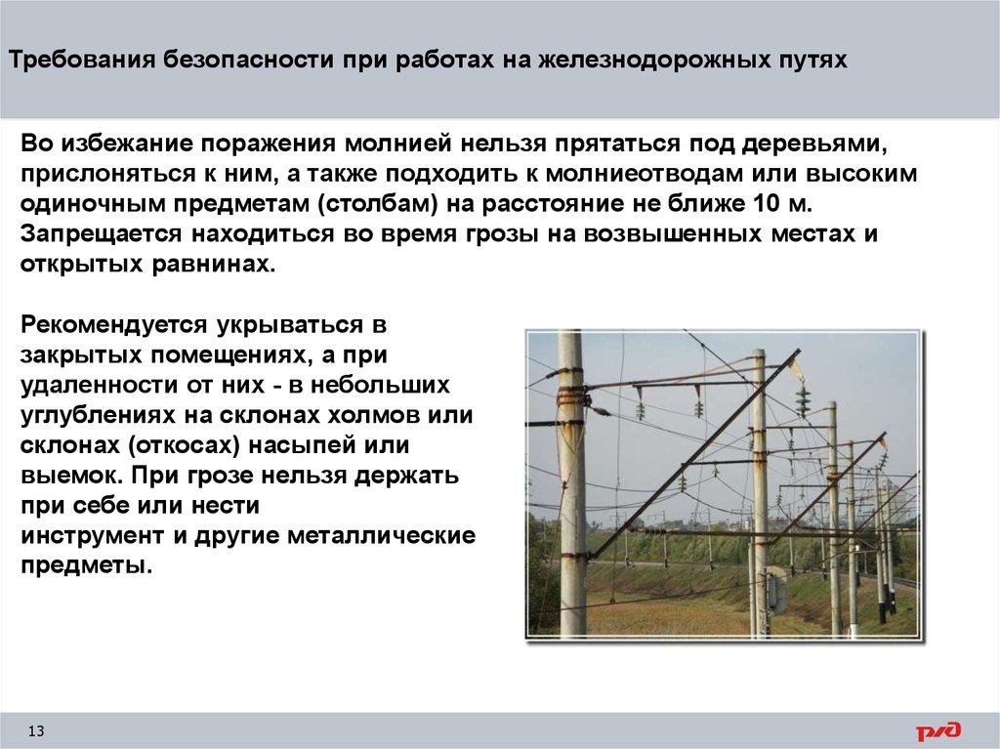 Требования безопасности при работах на железнодорожных путях
Во избежание поражения молнией нельзя прятаться под деревьями,
прислоняться к ним, а также подходить к молниеотводам или высоким
одиночным предметам (столбам) на расстояние не ближе 10 м.
Запрещается находиться во время грозы на возвышенных местах и
открытых равнинах.
Рекомендуется укрываться в
закрытых помещениях, а при
удаленности от них - в небольших
углублениях на склонах холмов или
склонах (откосах) насыпей или
выемок. При грозе нельзя держать
при себе или нести
инструмент и другие металлические
предметы.
13
ржд